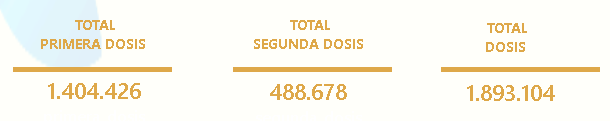 TOTAL
PRIMERA DOSIS
1.404.426
TOTAL
SEGUNDA DOSIS
488.678
TOTAL
DOSIS
1.893.104